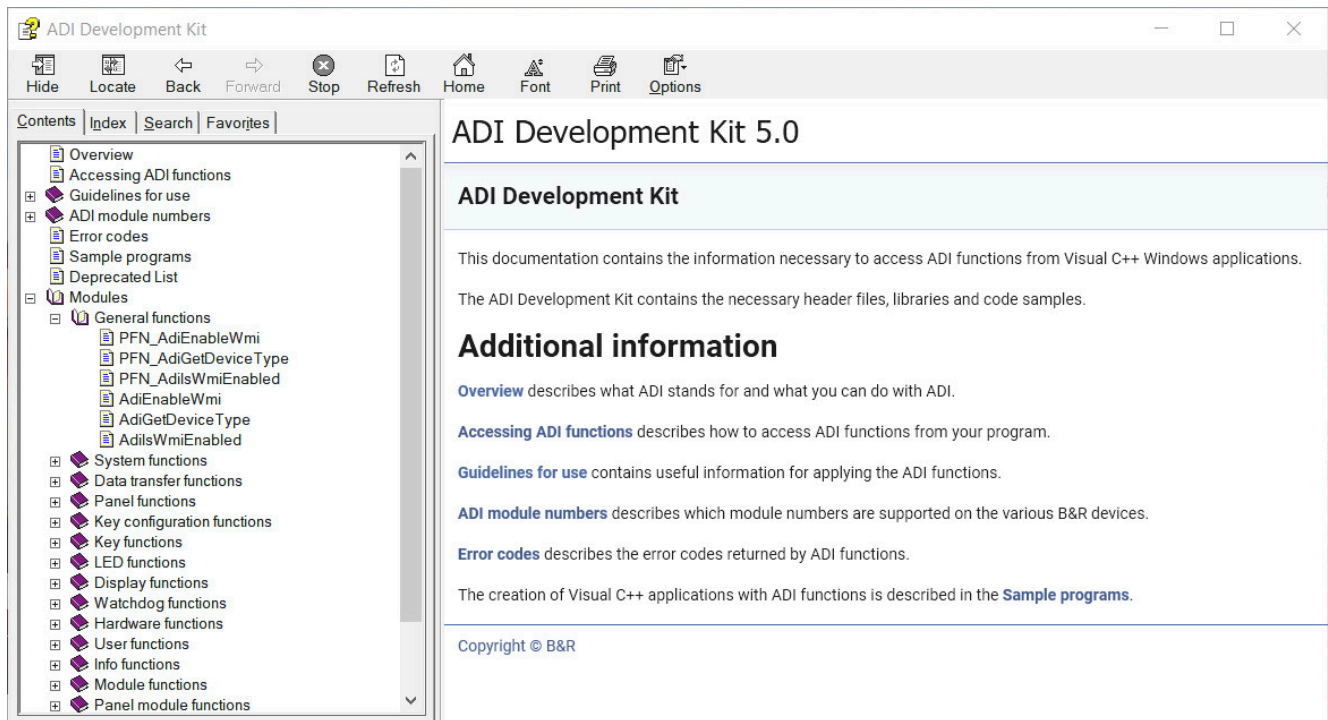 ADI Development Kit
Hide Locate Back Forward Stop Refresh Home Font Print Options
Contents Index Search Favorites
Overview
Accessing ADI functions
Guidelines for use
ADI module numbers
Error codes
Sample programs
Deprecated List
Modules
General functions
PFN_AdiEnableWmi
PFN_AdiGetDeviceType
PFN_AdiIsWmiEnabled
AdiEnableWmi
AdiGetDeviceType
AdiIsWmiEnabled
System functions
Data transfer functions
Panel functions
Key configuration functions
Key functions
LED functions
Display functions
Watchdog functions
Hardware functions
User functions
Info functions
Module functions
Panel module functions
ADI Development Kit 5.0
ADI Development Kit
This documentation contains the information necessary to access ADI functions from Visual C++ Windows applications.
The ADI Development Kit contains the necessary header files, libraries and code samples.
Additional information
Overview describes what ADI stands for and what you can do with ADI.
Accessing ADI functions describes how to access ADI functions from your program.
Guidelines for use contains useful information for applying the ADI functions.
ADI module numbers describes which module numbers are supported on the various B&R devices.
Error codes describes the error codes returned by ADI functions.
The creation of Visual C++ applications with ADI functions is described in the Sample programs.
Copyright © B&R